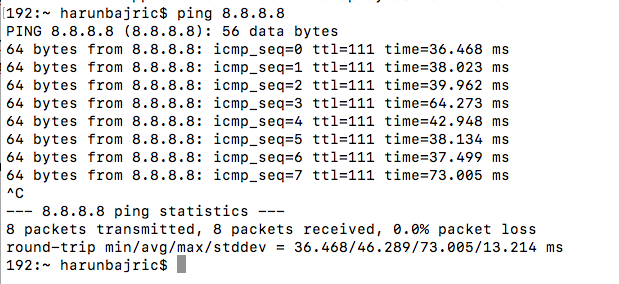 [192:~ harunbajric$ ping 8.8.8.8
PING 8.8.8.8 (8.8.8.8): 56 data bytes
64 bytes from 8.8.8.8: icmp_seq=0 ttl=111 time=36.468 ms
64 bytes from 8.8.8.8: icmp_seq=1 ttl=111 time=38.023 ms
64 bytes from 8.8.8.8: icmp_seq=2 ttl=111 time=39.962 ms
64 bytes from 8.8.8.8: icmp_seq=3 ttl=111 time=64.273 ms
64 bytes from 8.8.8.8: icmp_seq=4 ttl=111 time=42.948 ms
64 bytes from 8.8.8.8: icmp_seq=5 ttl=111 time=38.134 ms
64 bytes from 8.8.8.8: icmp_seq=6 ttl=111 time=37.499 ms
64 bytes from 8.8.8.8: icmp_seq=7 ttl=111 time=73.005 ms
^C
--- 8.8.8.8 ping statistics ---
8 packets transmitted, 8 packets received, 0.0% packet loss
round-trip min/avg/max/stddev = 36.468/46.289/73.005/13.214 ms
192:~ harunbajric$